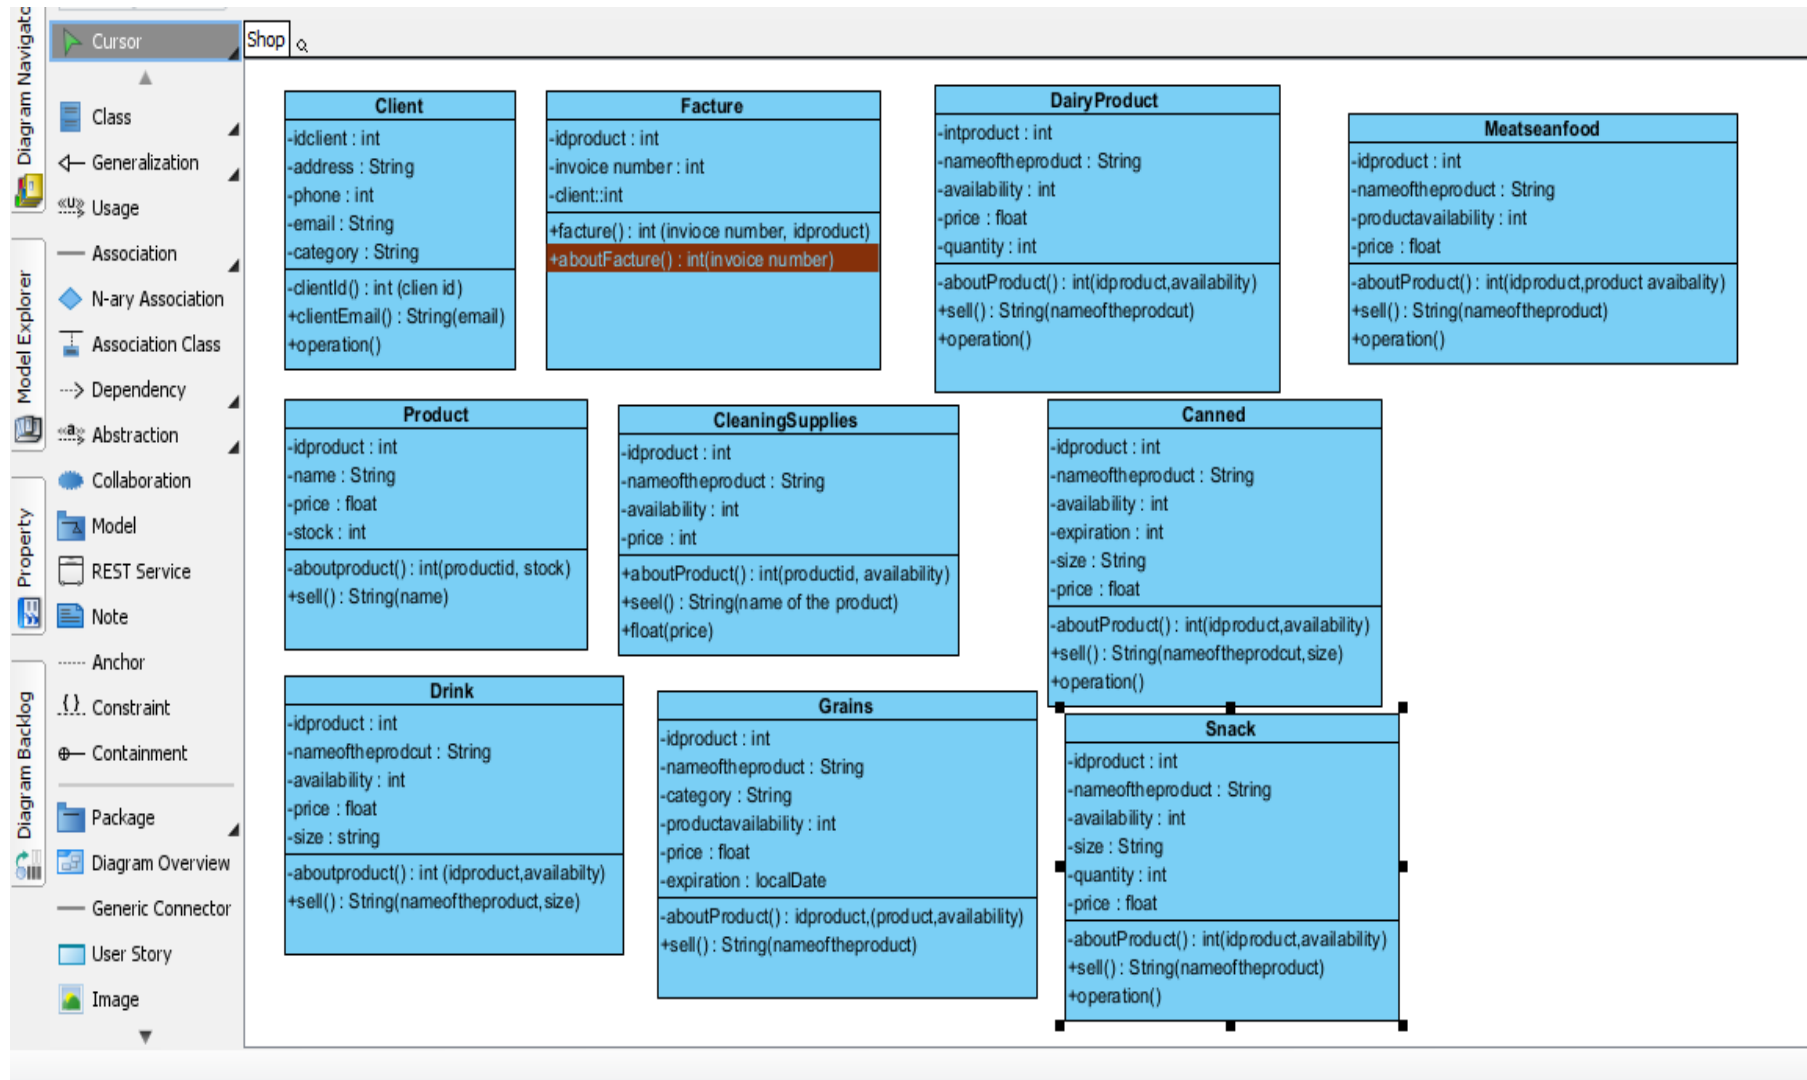 Diagram Navigato
Model Explorer
Property
Diagram Backlog
Cursor
Class
Generalization
«U» Usage
Association
N-ary Association
Association Class
Dependency
«a» Abstraction
Collaboration
Model
REST Service
Note
Anchor
{} Constraint
Containment
Package
Diagram Overview
Generic Connector
User Story
Image
Shop
Client
-idclient : int
-address : String
-phone : int
-email : String
-category : String
-clientId() : int (clien id)
+clientEmail() : String(email)
+operation()
Facture
-idproduct : int
-invoice number : int
-client::int
+facture() : int (invioce number, idproduct)
+aboutFacture() : int(invoice number)
DairyProduct
-intproduct : int
-nameoftheproduct : String
-availability : int
-price : float
-quantity : int
-aboutProduct() : int(idproduct,availability)
+sell() : String(nameoftheprodcut)
+operation()
Meatseanfood
-idproduct : int
-nameoftheproduct : String
-productavailability : int
-price : float
-aboutProduct() : int(idproduct,product avaibality)
+sell() : String(nameoftheproduct)
+operation()
Product
-idproduct : int
-name : String
-price : float
-stock : int
-aboutproduct() : int(productid, stock)
+sell() : String(name)
CleaningSupplies
-idproduct : int
-nameoftheproduct : String
-availability : int
-price : int
+aboutProduct() : int(productid, availability)
+seel() : String(name of the product)
+float(price)
Canned
-idproduct : int
-nameoftheproduct : String
-availability : int
-expiration : int
-size : String
-price : float
-aboutProduct() : int(idproduct,availability)
+sell() : String(nameoftheprodcut,size)
+operation()
Drink
-idproduct : int
-nameoftheprodcut : String
-availability : int
-price : float
-size : string
-aboutproduct() : int (idproduct,availabilty)
+sell() : String(nameoftheproduct,size)
Grains
-idproduct : int
-nameoftheproduct : String
-category : String
-productavailability : int
-price : float
-expiration : localDate
-aboutProduct() : idproduct,(product,availability)
+sell() : String(nameoftheproduct)
Snack
-idproduct : int
-nameoftheproduct : String
-availability : int
-size : String
-quantity : int
-price : float
-aboutProduct() : int(idproduct,availability)
+sell() : String(nameoftheproduct)
+operation()